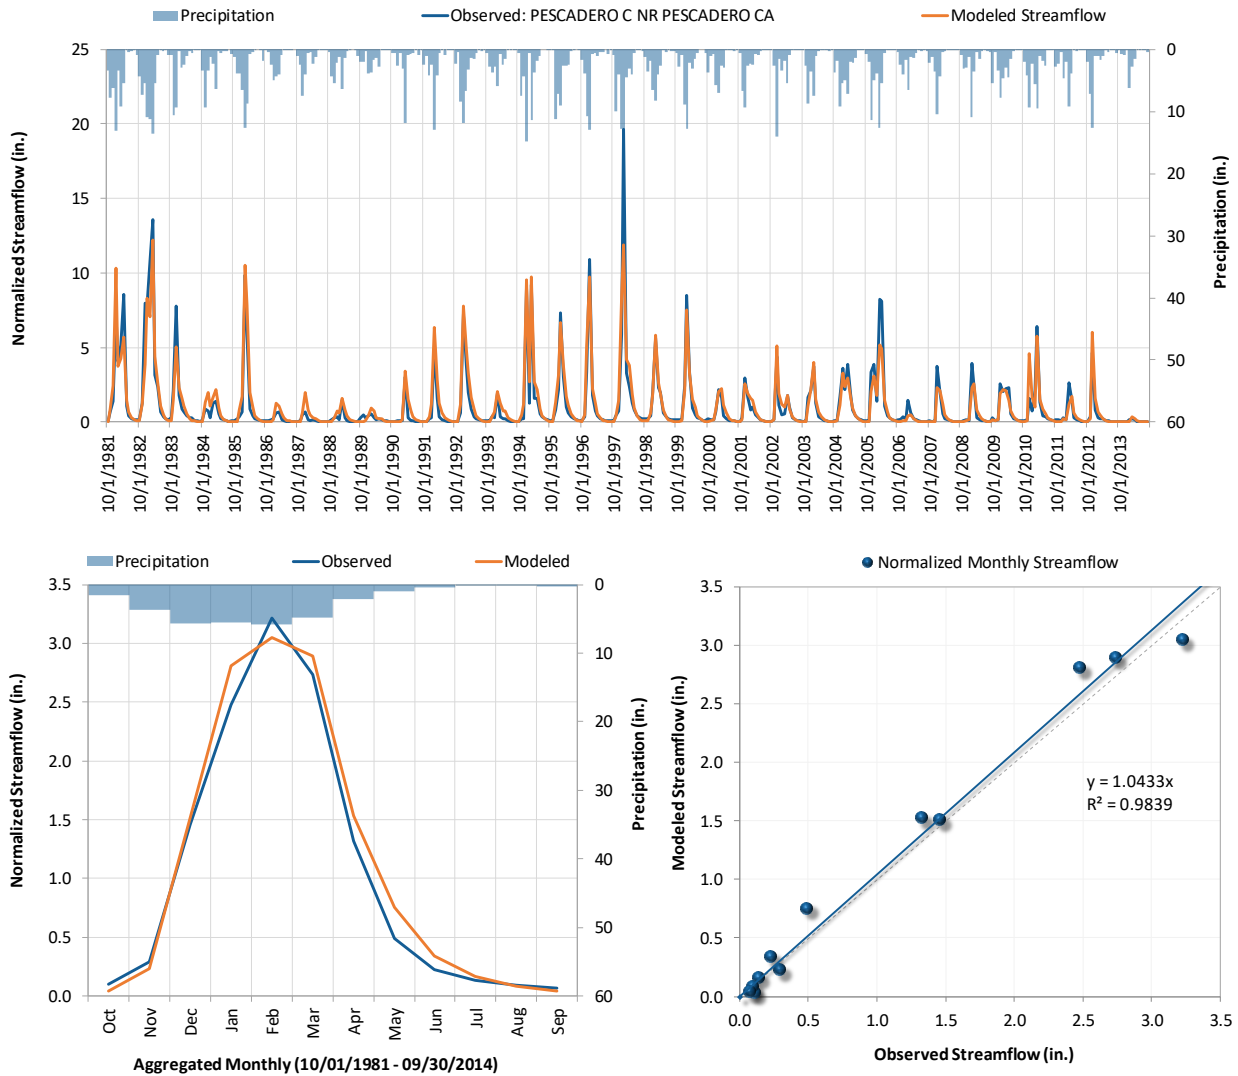 Precipitation
Observed: PESCADERO C NR PESCADERO CA
Modeled Streamflow
Normalized Streamflow (in.)
25
20
15
10
5
0
0
10
20
30
40
50
60
Precipitation (in.)
10/1/1981
10/1/1982
10/1/1983
10/1/1984
10/1/1985
10/1/1986
10/1/1987
10/1/1988
10/1/1989
10/1/1990
10/1/1991
10/1/1992
10/1/1993
10/1/1994
10/1/1995
10/1/1996
10/1/1997
10/1/1998
10/1/1999
10/1/2000
10/1/2001
10/1/2002
10/1/2003
10/1/2004
10/1/2005
10/1/2006
10/1/2007
10/1/2008
10/1/2009
10/1/2010
10/1/2011
10/1/2012
10/1/2013
Precipitation
Observed
Modeled
Normalized Streamflow (in.)
3.5
3.0
2.5
2.0
1.5
1.0
0.5
0.0
0
10
20
30
40
50
60
Precipitation (in.)
Oct
Nov
Dec
Jan
Feb
Mar
Apr
May
Jun
Jul
Aug
Sep
Aggregated Monthly (10/01/1981 - 09/30/2014)
Normalized Monthly Streamflow
Modeled Streamflow (in.)
3.5
3.0
2.5
2.0
1.5
1.0
0.5
0.0
y = 1.0433x
R² = 0.9839
0.0
0.5
1.0
1.5
2.0
2.5
3.0
3.5
Observed Streamflow (in.)